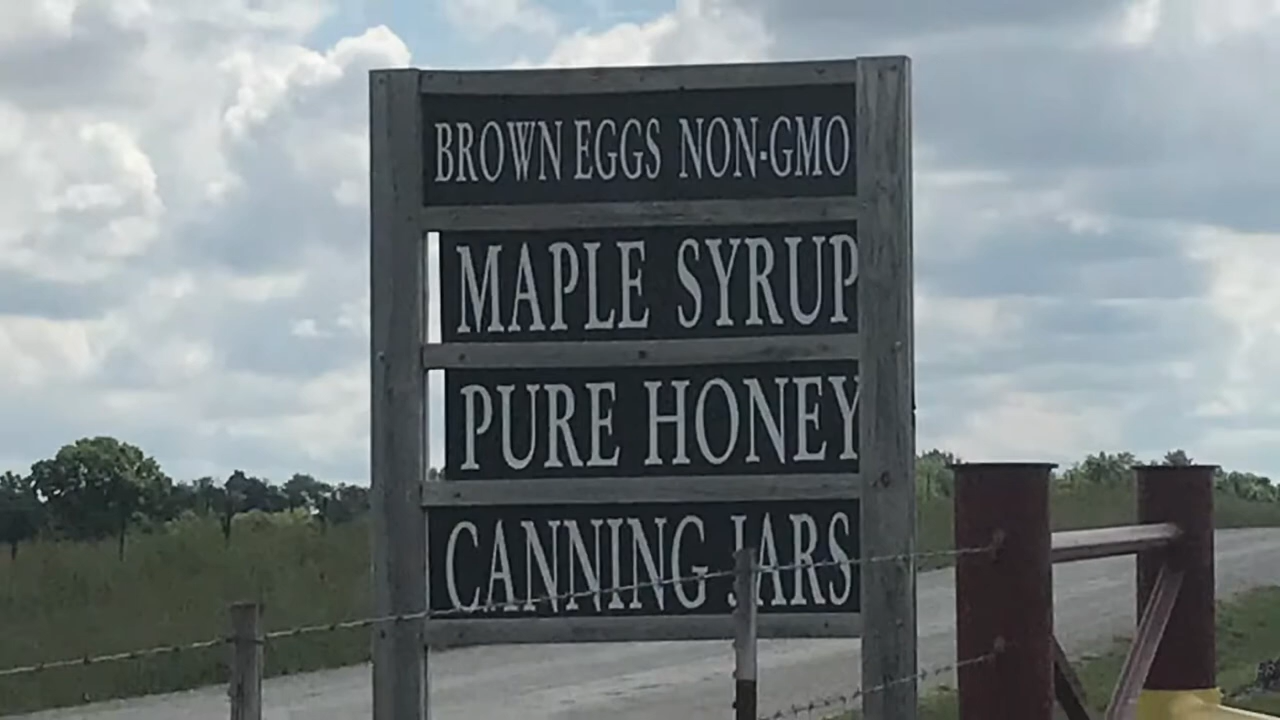 BROWN EGGS NON-GMO
MAPLE SYRUP
PURE HONEY
CANNING JARS